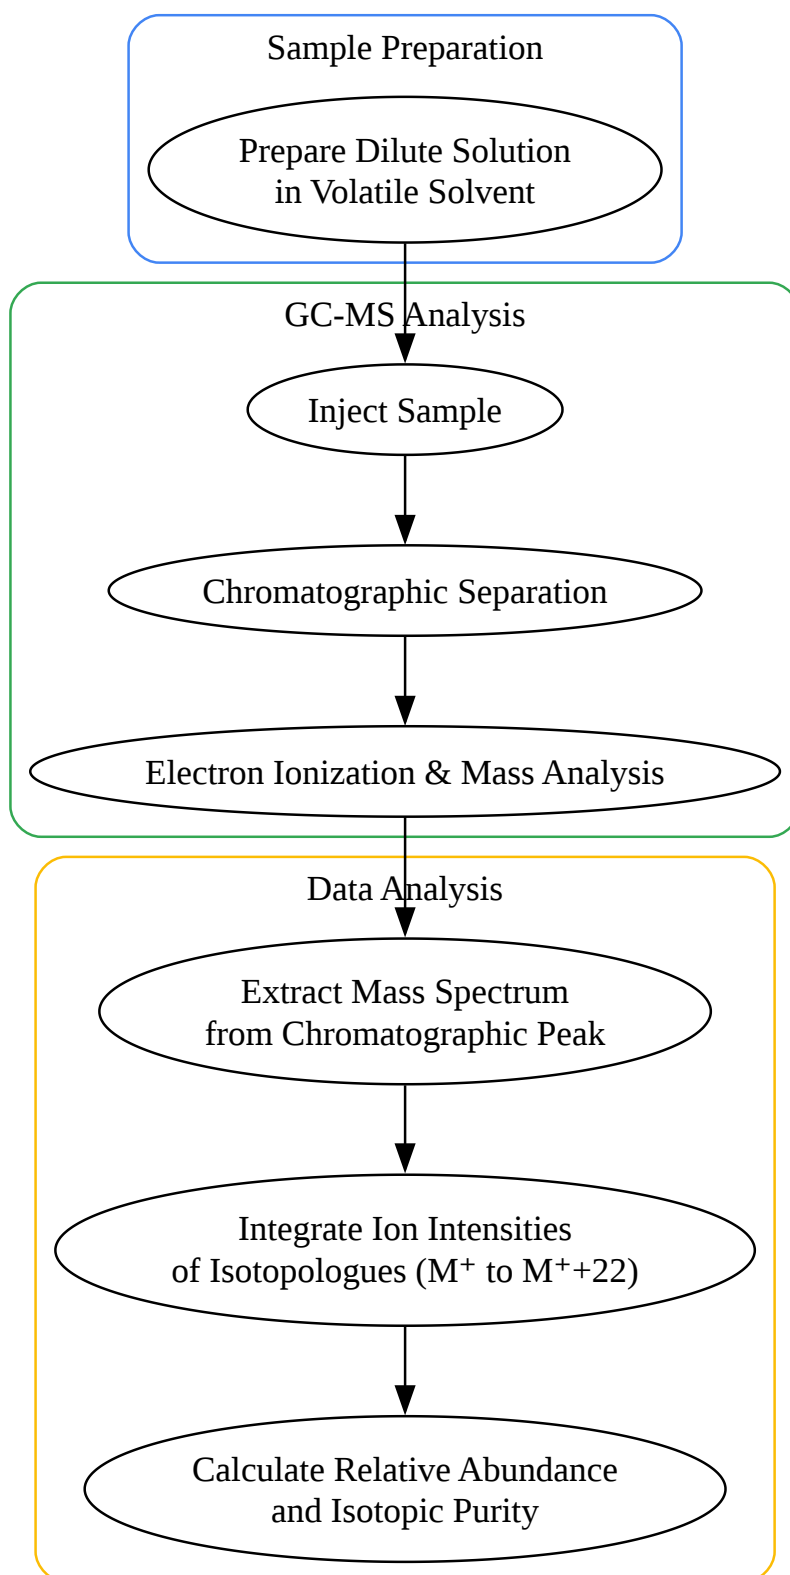 Sample Preparation
Prepare Dilute Solution
in Volatile Solvent
GC-MS Analysis
Inject Sample
Chromatographic Separation
Electron Ionization & Mass Analysis
Data Analysis
Extract Mass Spectrum
from Chromatographic Peak
Integrate Ion Intensities
of Isotopologues (M⁺ to M⁺+22)
Calculate Relative Abundance
and Isotopic Purity